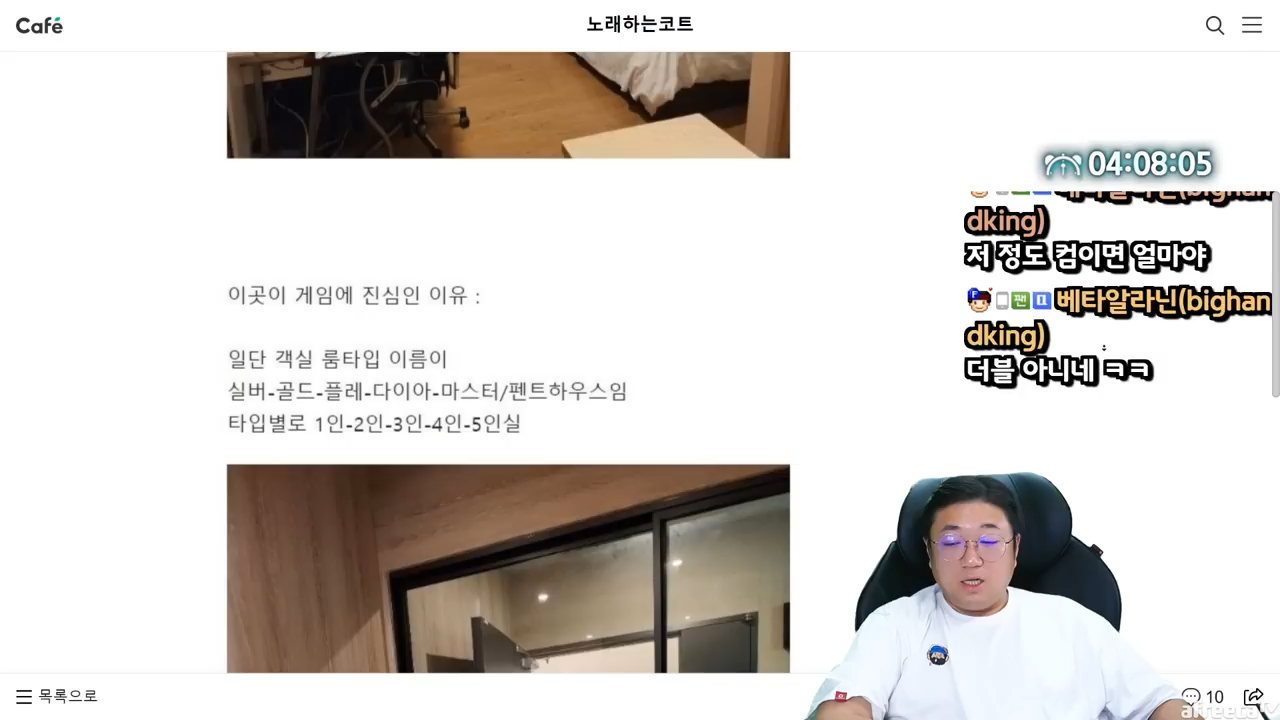 Café
노래하는코트
04:08:05
dking)
저 정도 컴이면 얼마야
베타알라닌(bighan
dking)
더블 아니네 ㅋㅋ
이곳이 게임에 진심인 이유 :
일단 객실 룸타입 이름이
실버-골드-플레-다이아-마스터/펜트하우스임
타입별로 1인-2인-3인-4인-5인실
목록으로
10
afreecaTV